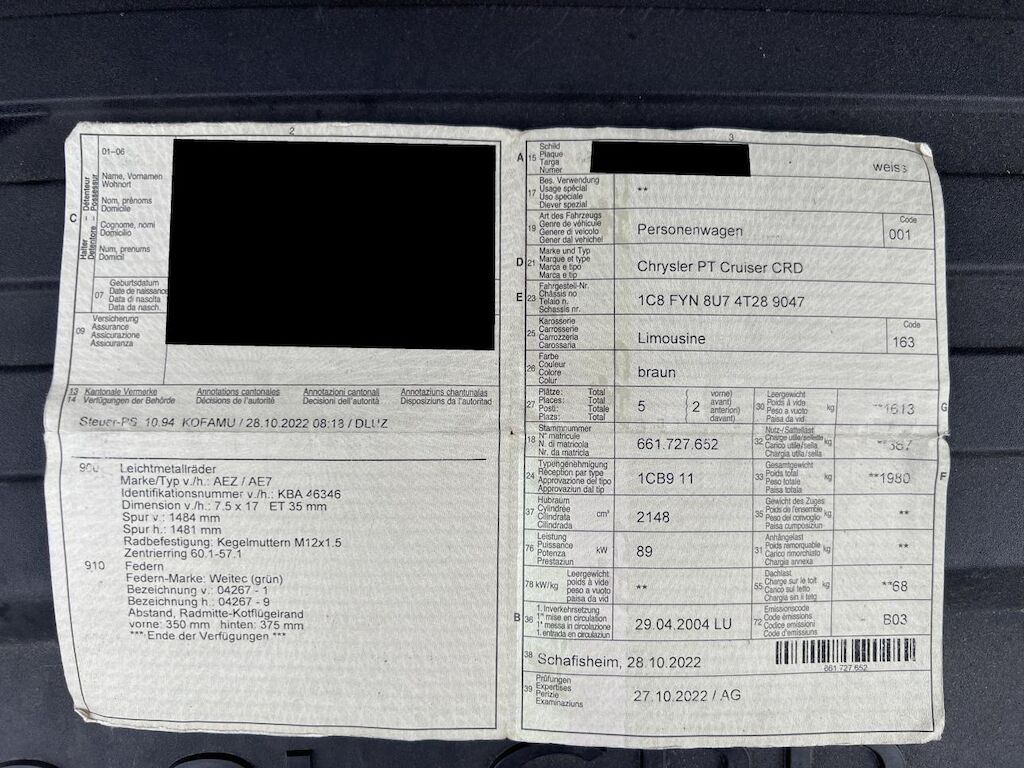 2
01-06
Name, Vornamen
Wohnort
Nom, prénoms
Domicile
Cognome, nomi
Domicilio
Num, prenums
Domicil
C
Halter Détenteur
Detentore Possessur
07
Geburtsdatum
Date de naissance
Data di nascita
Data da nasch.
09
Versicherung
Assurance
Assicurazione
Assicuranza
13 Kantonale Vermerke Annotations cantonales Annotazioni cantonali Annotaziuns chantunalas
14 Verfügungen der Behörde Décisions de l'autorité Decisioni dell'autorità Disposiziuns da l'autoritad
Steuer-PS 10.94 KOFAMU / 28.10.2022 08:18 / DLUZ
900 Leichtmetallräder
Marke/Typ v./h.: AEZ / AE7
Identifikationsnummer v./h.: KBA 46346
Dimension v./h.: 7.5 x 17 ET 35 mm
Spur v.: 1484 mm
Spur h.: 1481 mm
Radbefestigung: Kegelmuttern M12x1.5
Zentrierring 60.1-57.1
910 Federn
Federn-Marke: Weitec (grün)
Bezeichnung v.: 04267 - 1
Bezeichnung h.: 04267 - 9
Abstand, Radmitte-Kotflügelrand
vorne: 350 mm hinten: 375 mm
*** Ende der Verfügungen ***
3
A 15
Schild
Plaque
Targa
Numer
weiss
17
Bes. Verwendung
Usage spécial
Uso speciale
Diever spezial
**
19
Art des Fahrzeugs
Genre de véhicule
Genere di veicolo
Gener dal vehichel
Personenwagen
Code
001
D 21
Marke und Typ
Marque et type
Marca e tipo
Marca e tip
Chrysler PT Cruiser CRD
E 23
Fahrgestell-Nr.
Châssis no
Telaio n.
Schassis nr.
1C8 FYN 8U7 4T28 9047
25
Karosserie
Carrosserie
Carrozzeria
Carossaria
Limousine
Code
163
26
Farbe
Couleur
Colore
Colur
braun
27
Plätze: Total
Places: Total
Posti: Totale
Plazs: Total
5 ( 2
vorne)
avant)
anteriori)
davant)
30
Leergewicht
Poids à vide
Peso a vuoto
Paisa da vid
kg
**1613
G
18
Stammnummer
N° matricule
N. di matricola
Nr. da matricla
661.727.652
32
Nutz-/Sattellast
Charge utile/sellette
Carico utile/sella
Chargia utila/sella
kg
**367
24
Typengenehmigung
Réception par type
Approvazione del tipo
Approvaziun dal tip
1CB9 11
33
Gesamtgewicht
Poids total
Peso totale
Paisa totala
kg
**1980
F
37
Hubraum
Cylindrée
Cilindrata
Cilindrada
cm³
2148
35
Gewicht des Zuges
Poids de l'ensemble
Peso del convoglio
Paisa cumposiziun
kg
**
76
Leistung
Puissance
Potenza
Prestaziun
kW
89
31
Anhängelast
Poids remorquable
Carico rimorchiato
Chargia annexa
kg
**
78 kW/kg
Leergewicht
poids à vide
peso a vuoto
paisa da vid
**
55
Dachlast
Charge sur le toit
Carico sul tetto
Chargia sin il tetg
kg
**68
B 36
1. Inverkehrsetzung
1re mise en circulation
1a messa in circolazione
1. entrada en circulaziun
29.04.2004 LU
72
Emissionscode
Code émissions
Codice emissioni
Code d'emissiuns
B03
38 Schafisheim, 28.10.2022
661.727.652
39
Prüfungen
Expertises
Perizie
Examinaziuns
27.10.2022 / AG